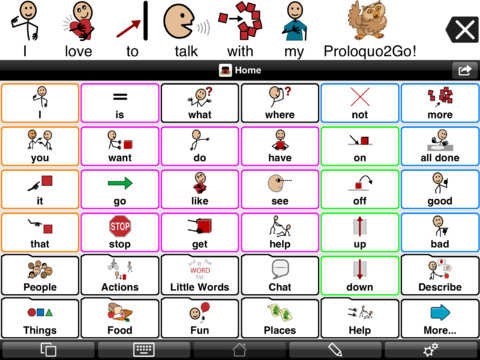 I love to talk with my Proloquo2Go!
Home
I is what where not more
you want do have on all done
it go like see off good
STOP
that stop get help up bad
WORD
People Actions Little Words Chat down Describe
Things Food Fun Places Help More...